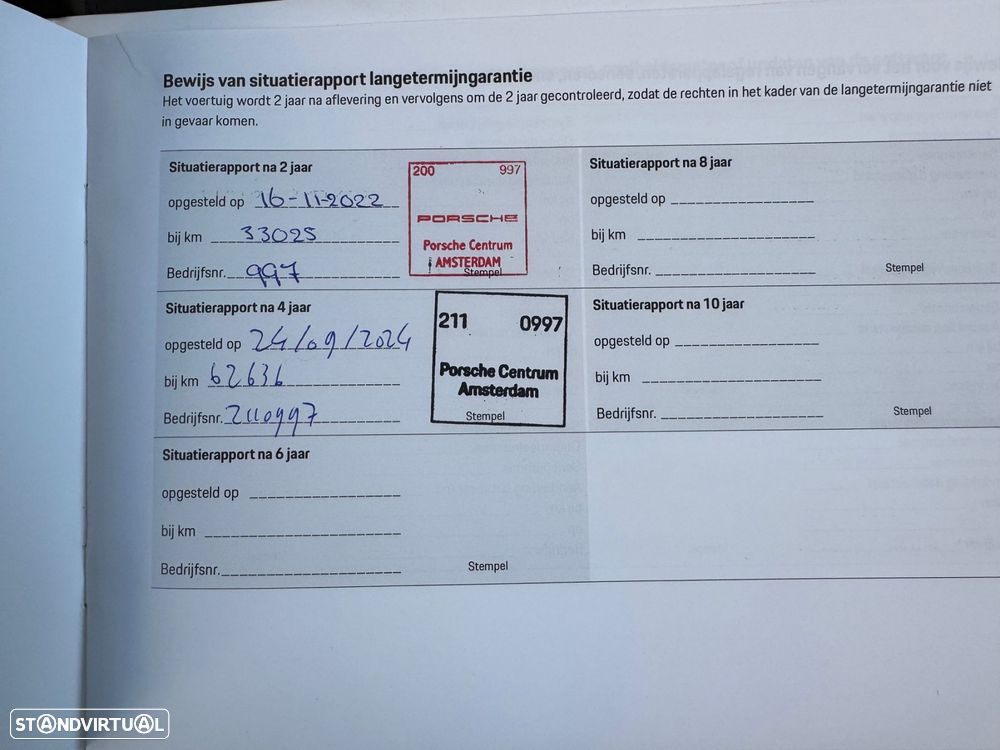 Bewijs van situatierapport langetermijngarantie
Het voertuig wordt 2 jaar na aflevering en vervolgens om de 2 jaar gecontroleerd, zodat de rechten in het kader van de langetermijngarantie niet
in gevaar komen.
Situatierapport na 2 jaar
opgesteld op 16-11-2022
bij km 33025
Bedrijfsnr. 997
200 997
PORSCHE
Porsche Centrum
AMSTERDAM
Stempel
Situatierapport na 4 jaar
opgesteld op 24/09/2024
bij km 62636
Bedrijfsnr. 2110997
211 0997
Porsche Centrum
Amsterdam
Stempel
Situatierapport na 6 jaar
opgesteld op
bij km
Bedrijfsnr.
Stempel
Situatierapport na 8 jaar
opgesteld op
bij km
Bedrijfsnr.
Stempel
Situatierapport na 10 jaar
opgesteld op
bij km
Bedrijfsnr.
Stempel
STANDVIRTUAL